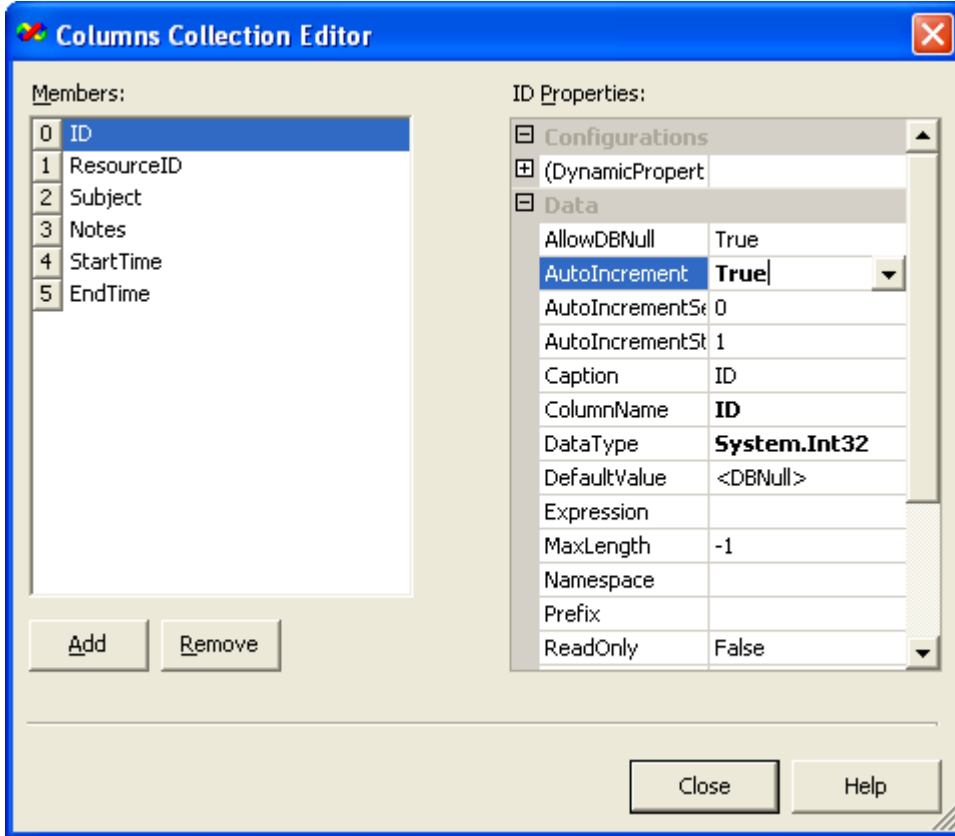 Columns Collection Editor
Members:
0 ID
1 ResourceID
2 Subject
3 Notes
4 StartTime
5 EndTime
Add Remove
ID Properties:
Configurations
(DynamicPropert
Data
AllowDBNull True
AutoIncrement True
AutoIncrementSe 0
AutoIncrementSt 1
Caption ID
ColumnName ID
DataType System.Int32
DefaultValue <DBNull>
Expression
MaxLength -1
Namespace
Prefix
ReadOnly False
Close Help